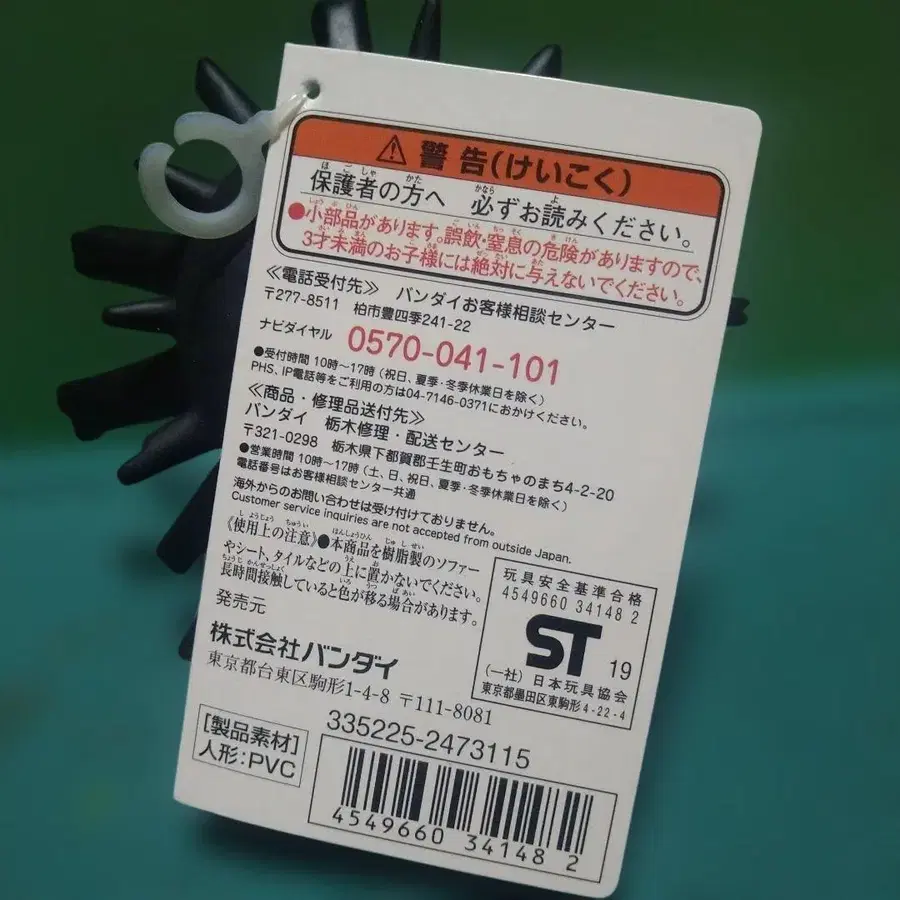 警告(けいこく)
保護者の方へ 必ずお読みください。
●小部品があります。誤飲・窒息の危険がありますので、
3才未満のお子様には絶対に与えないでください。
≪電話受付先≫ バンダイお客様相談センター
〒277-8511 柏市豊四季241-22
ナビダイヤル 0570-041-101
●受付時間 10時〜17時 (祝日、夏季・冬季休業日を除く)
PHS、IP電話等をご利用の方は04-7146-0371におかけください。
≪商品・修理品送付先≫
バンダイ 栃木修理・配送センター
〒321-0298 栃木県下都賀郡壬生町おもちゃのまち4-2-20
●営業時間 10時〜17時 (土、日、祝日、夏季・冬季休業日を除く)
電話番号はお客様相談センター共通
海外からのお問い合わせは受け付けておりません。
Customer service inquiries are not accepted from outside Japan.
《使用上の注意》●本商品を樹脂製のソファー
やシート、タイルなどの上に置かないでください。
長時間接触していると色が移る場合があります。
発売元
株式会社バンダイ
東京都台東区駒形1-4-8 〒111-8081
玩具安全基準合格
4549660 34148 2
ST 19
(一社) 日本玩具協会
東京都墨田区東駒形4-22-4
335225-2473115
[製品素材]
人形:PVC
4549660 34148 2